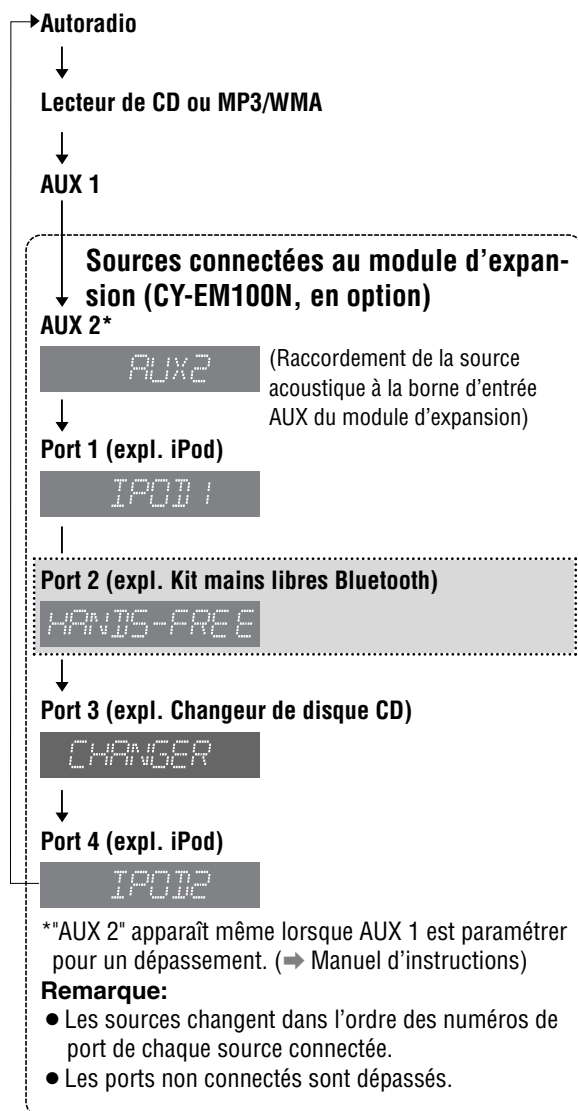 Autoradio
Lecteur de CD ou MP3/WMA
AUX 1
Sources connectées au module d'expan-
sion (CY-EM100N, en option)
AUX 2*
AUX2
(Raccordement de la source
acoustique à la borne d'entrée
AUX du module d'expansion)
Port 1 (expl. iPod)
IPOD1
Port 2 (expl. Kit mains libres Bluetooth)
HANDS-FREE
Port 3 (expl. Changeur de disque CD)
CHANGER
Port 4 (expl. iPod)
IPOD2
*"AUX 2" apparaît même lorsque AUX 1 est paramétrer
pour un dépassement. (➡ Manuel d'instructions)
Remarque:
● Les sources changent dans l'ordre des numéros de
port de chaque source connectée.
● Les ports non connectés sont dépassés.